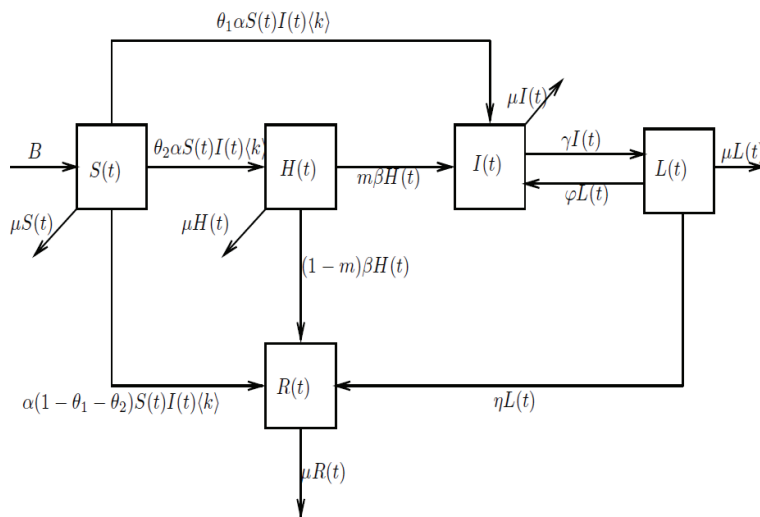 θ₁αS(t)I(t)⟨k⟩
B
S(t)
θ₂αS(t)I(t)⟨k⟩
H(t)
mβH(t)
I(t)
μI(t)
γI(t)
φL(t)
L(t)
μL(t)
μS(t)
μH(t)
(1 − m)βH(t)
R(t)
α(1 − θ₁ − θ₂)S(t)I(t)⟨k⟩
ηL(t)
μR(t)